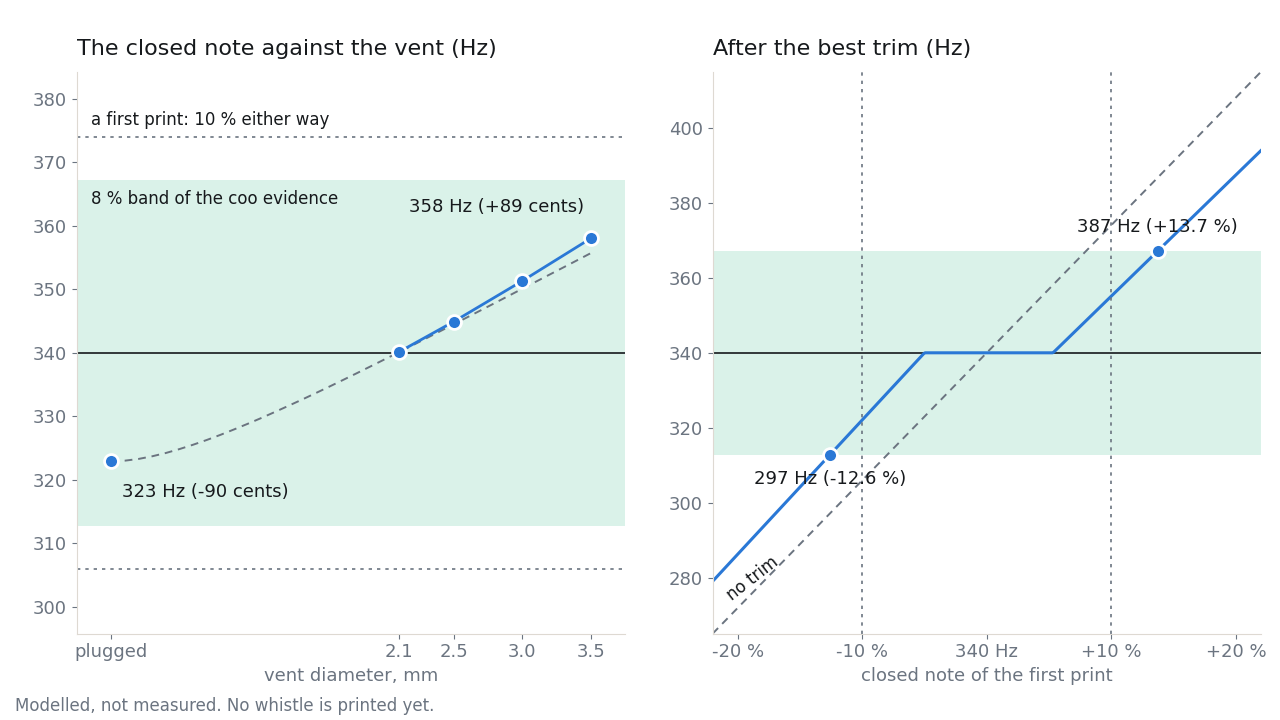 The closed note against the vent (Hz)
380
370
360
350
340
330
320
310
300
a first print: 10 % either way
8 % band of the coo evidence
358 Hz (+89 cents)
323 Hz (-90 cents)
plugged 2.1 2.5 3.0 3.5
vent diameter, mm
After the best trim (Hz)
400
380
360
340
320
300
280
387 Hz (+13.7 %)
297 Hz (-12.6 %)
no trim
-20 % -10 % 340 Hz +10 % +20 %
closed note of the first print
Modelled, not measured. No whistle is printed yet.